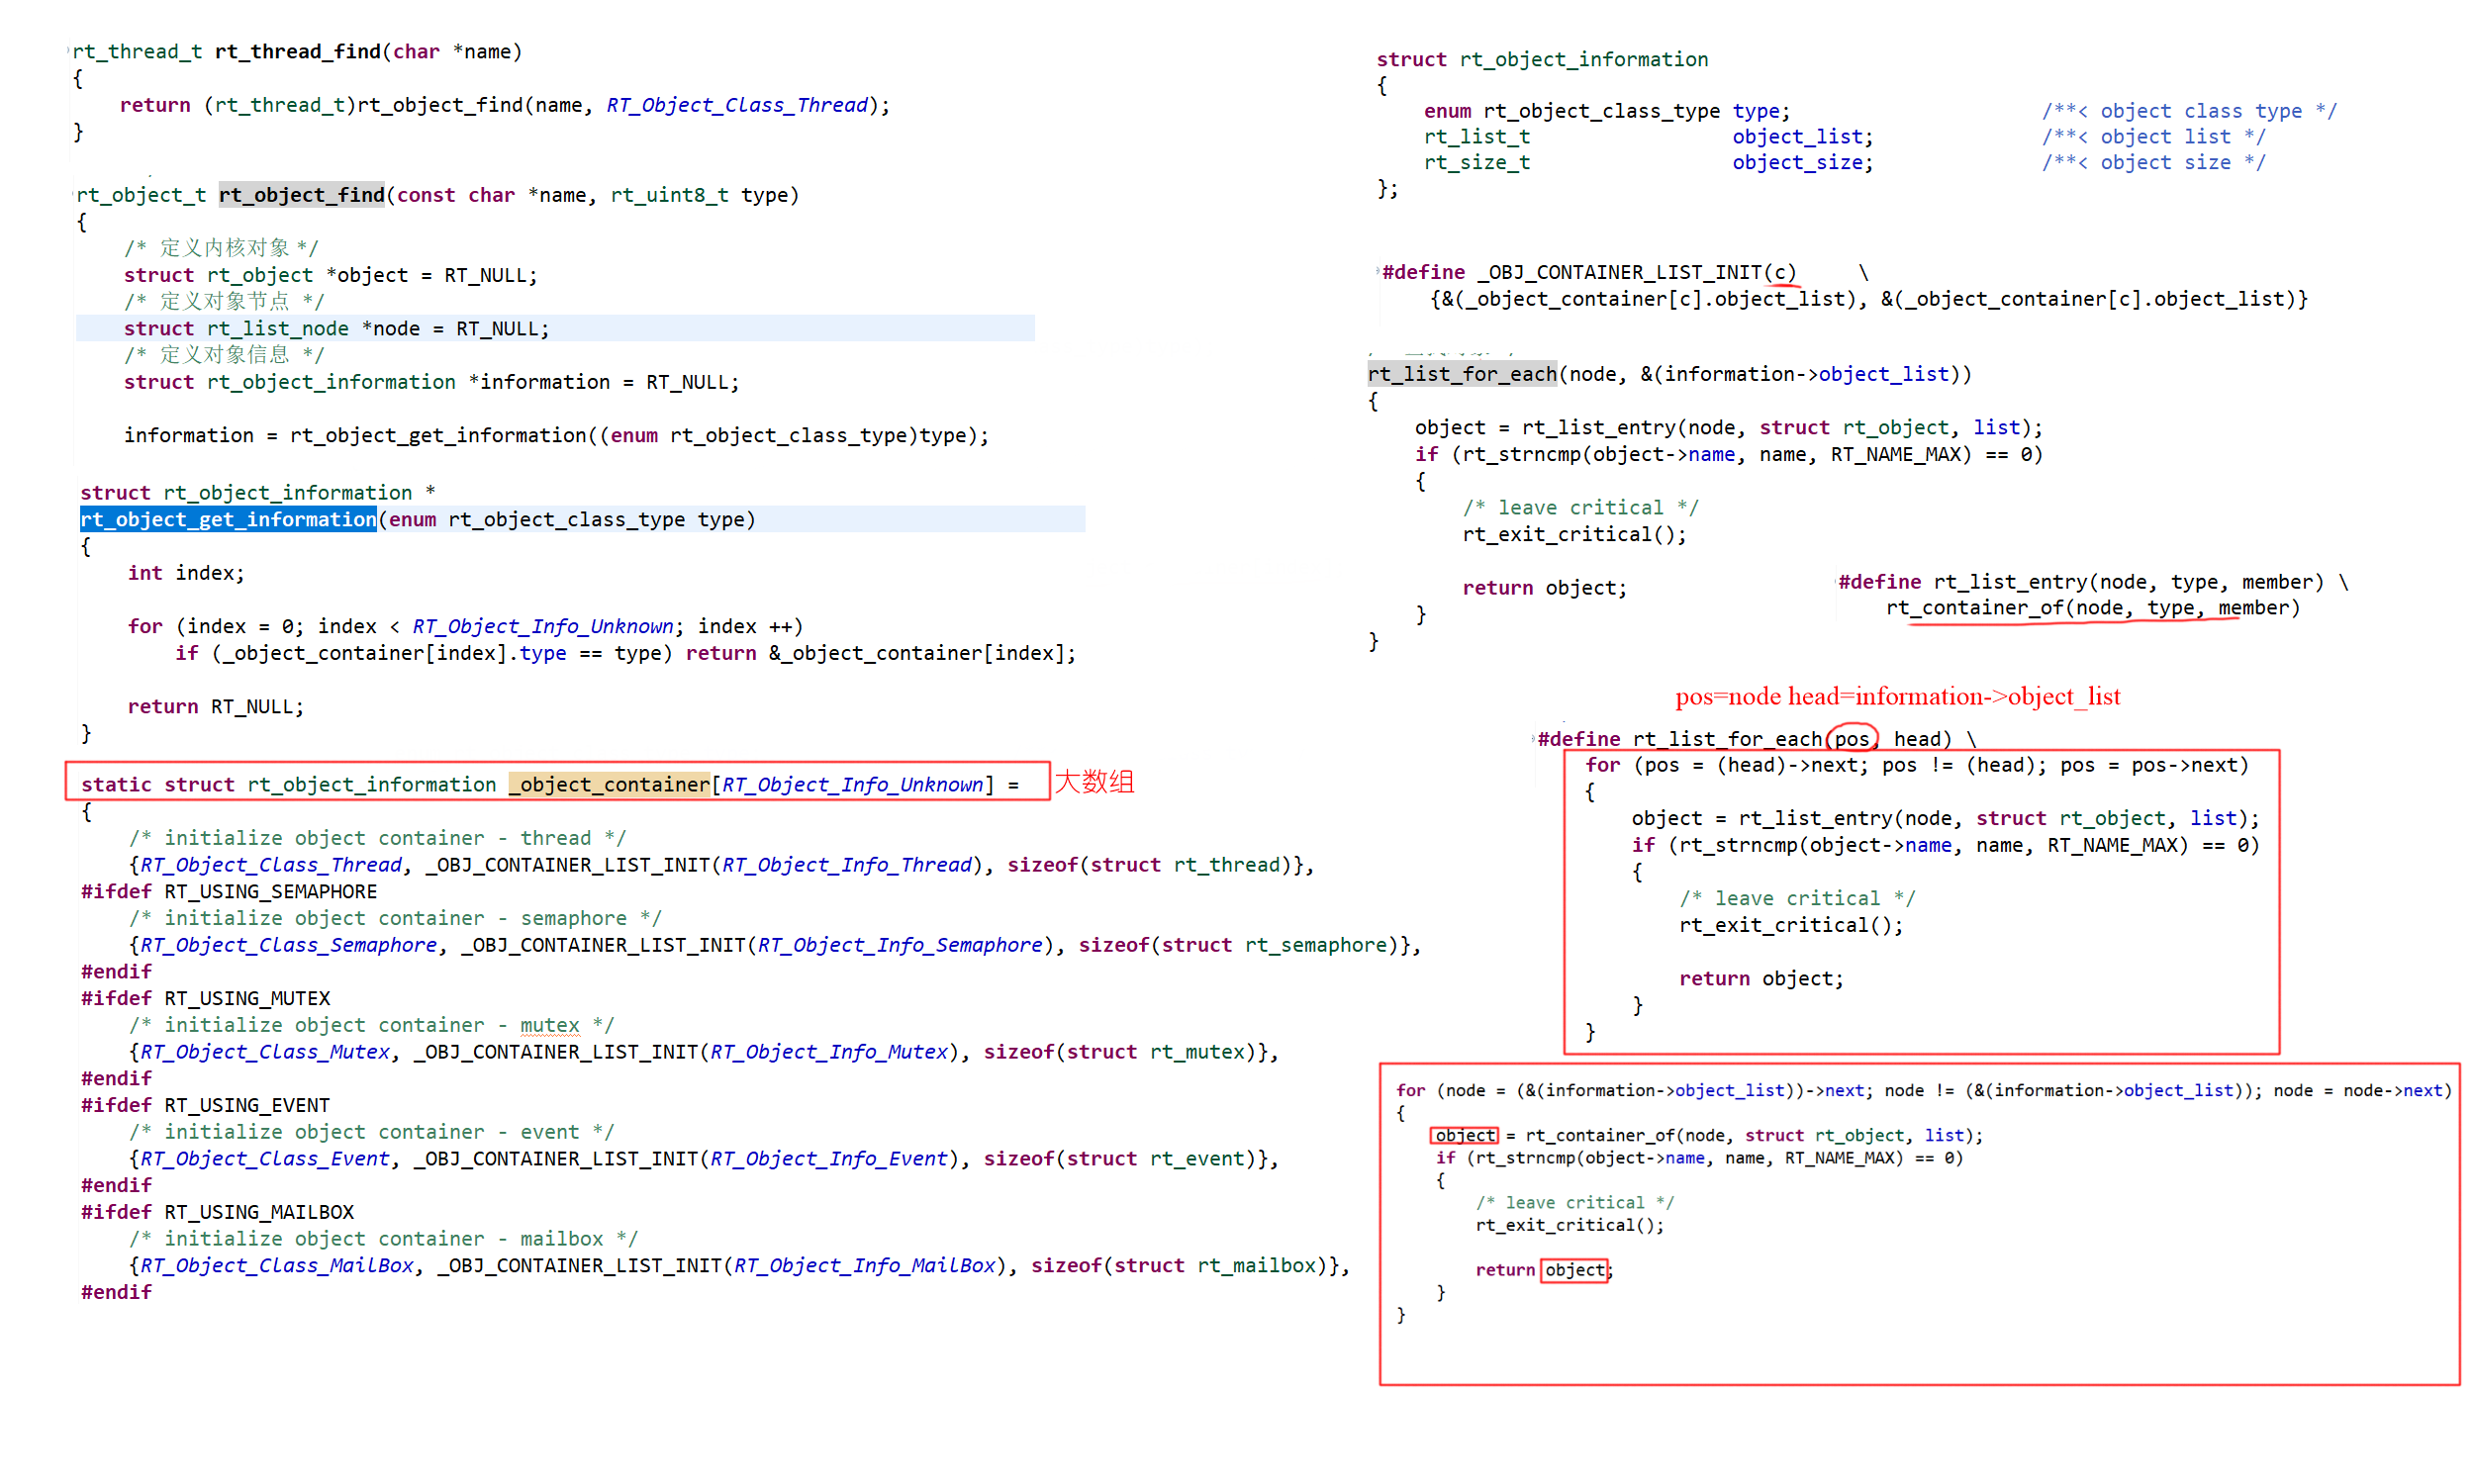 rt_thread_t rt_thread_find(char *name)
{
    return (rt_thread_t)rt_object_find(name, RT_Object_Class_Thread);
}
rt_object_t rt_object_find(const char *name, rt_uint8_t type)
{
    /* 定义内核对象 */
    struct rt_object *object = RT_NULL;
    /* 定义对象节点 */
    struct rt_list_node *node = RT_NULL;
    /* 定义对象信息 */
    struct rt_object_information *information = RT_NULL;
    information = rt_object_get_information((enum rt_object_class_type)type);
struct rt_object_information *
rt_object_get_information(enum rt_object_class_type type)
{
    int index;
    for (index = 0; index < RT_Object_Info_Unknown; index ++)
        if (_object_container[index].type == type) return &_object_container[index];
    return RT_NULL;
}
static struct rt_object_information _object_container[RT_Object_Info_Unknown] = 大数组
{
    /* initialize object container - thread */
    {RT_Object_Class_Thread, _OBJ_CONTAINER_LIST_INIT(RT_Object_Info_Thread), sizeof(struct rt_thread)},
#ifdef RT_USING_SEMAPHORE
    /* initialize object container - semaphore */
    {RT_Object_Class_Semaphore, _OBJ_CONTAINER_LIST_INIT(RT_Object_Info_Semaphore), sizeof(struct rt_semaphore)},
#endif
#ifdef RT_USING_MUTEX
    /* initialize object container - mutex */
    {RT_Object_Class_Mutex, _OBJ_CONTAINER_LIST_INIT(RT_Object_Info_Mutex), sizeof(struct rt_mutex)},
#endif
#ifdef RT_USING_EVENT
    /* initialize object container - event */
    {RT_Object_Class_Event, _OBJ_CONTAINER_LIST_INIT(RT_Object_Info_Event), sizeof(struct rt_event)},
#endif
#ifdef RT_USING_MAILBOX
    /* initialize object container - mailbox */
    {RT_Object_Class_MailBox, _OBJ_CONTAINER_LIST_INIT(RT_Object_Info_MailBox), sizeof(struct rt_mailbox)},
#endif
struct rt_object_information
{
    enum rt_object_class_type type; /**< object class type */
    rt_list_t object_list; /**< object list */
    rt_size_t object_size; /**< object size */
};
#define _OBJ_CONTAINER_LIST_INIT(c) \
    {&(_object_container[c].object_list), &(_object_container[c].object_list)}
rt_list_for_each(node, &(information->object_list))
{
    object = rt_list_entry(node, struct rt_object, list);
    if (rt_strncmp(object->name, name, RT_NAME_MAX) == 0)
    {
        /* leave critical */
        rt_exit_critical();
        return object;
    }
}
#define rt_list_entry(node, type, member) \
    rt_container_of(node, type, member)
pos=node head=information->object_list
#define rt_list_for_each(pos, head) \
    for (pos = (head)->next; pos != (head); pos = pos->next)
    {
        object = rt_list_entry(node, struct rt_object, list);
        if (rt_strncmp(object->name, name, RT_NAME_MAX) == 0)
        {
            /* leave critical */
            rt_exit_critical();
            return object;
        }
    }
for (node = (&(information->object_list))->next; node != (&(information->object_list)); node = node->next)
{
    object = rt_container_of(node, struct rt_object, list);
    if (rt_strncmp(object->name, name, RT_NAME_MAX) == 0)
    {
        /* leave critical */
        rt_exit_critical();
        return object;
    }
}